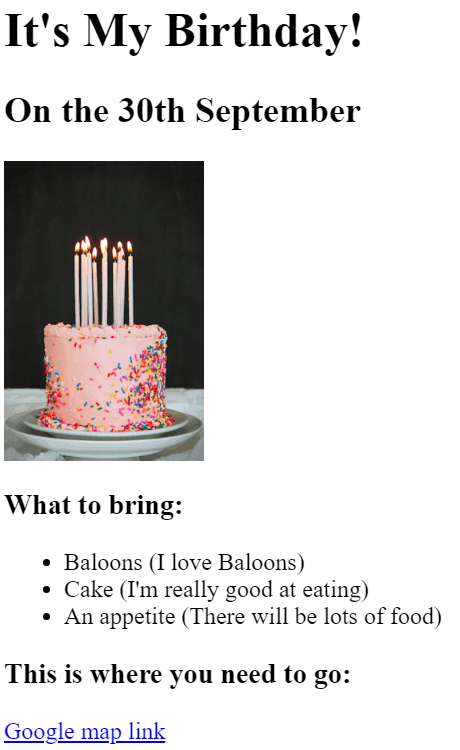 It's My Birthday!
On the 30th September
What to bring:
Baloons (I love Baloons)
Cake (I'm really good at eating)
An appetite (There will be lots of food)
This is where you need to go:
Google map link